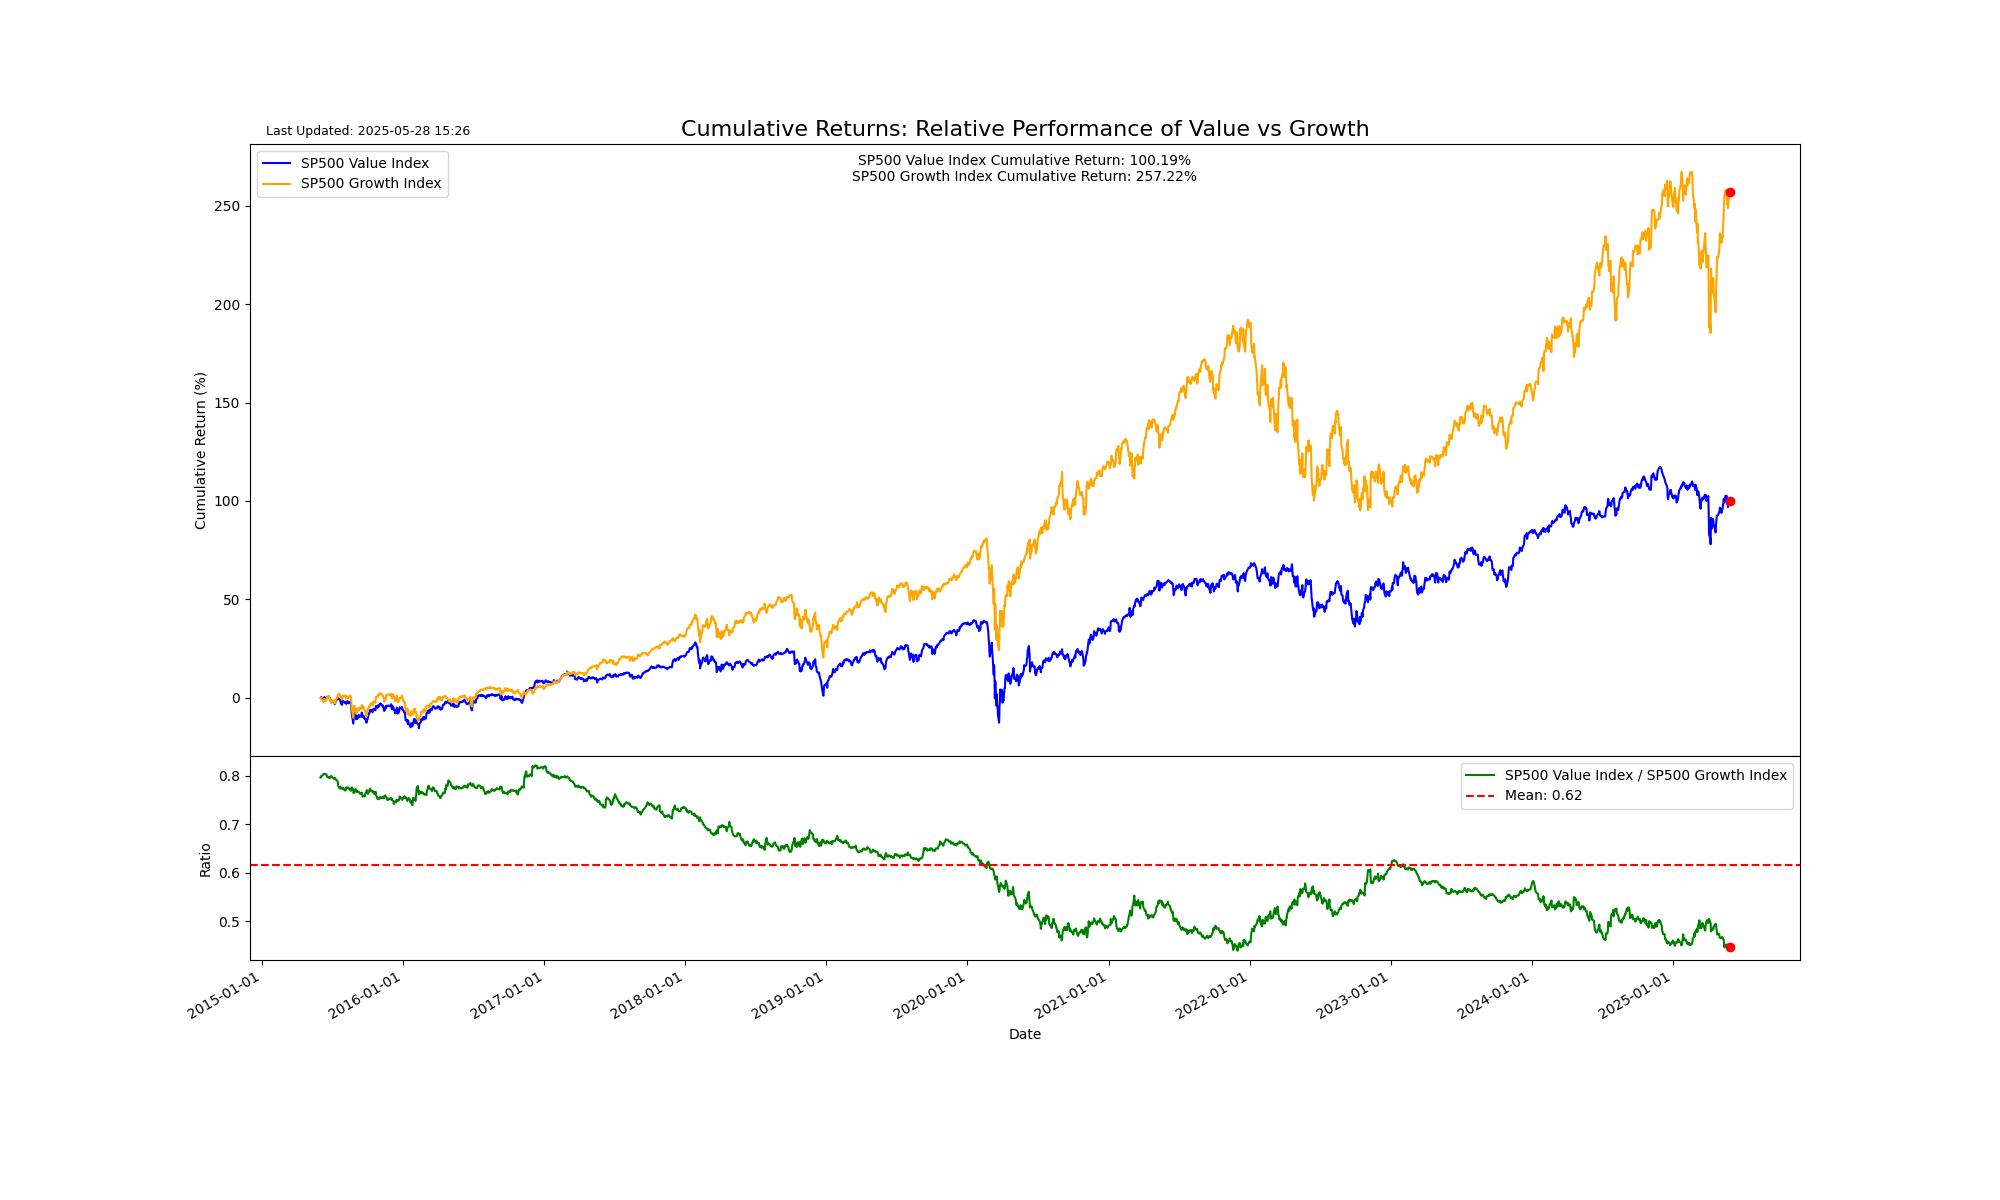 Last Updated: 2025-05-28 15:26
Cumulative Returns: Relative Performance of Value vs Growth
SP500 Value Index
SP500 Growth Index
SP500 Value Index Cumulative Return: 100.19%
SP500 Growth Index Cumulative Return: 257.22%
Cumulative Return (%)
250
200
150
100
50
0
SP500 Value Index / SP500 Growth Index
Mean: 0.62
Ratio
0.8
0.7
0.6
0.5
2015-01-01
2016-01-01
2017-01-01
2018-01-01
2019-01-01
2020-01-01
2021-01-01
2022-01-01
2023-01-01
2024-01-01
2025-01-01
Date